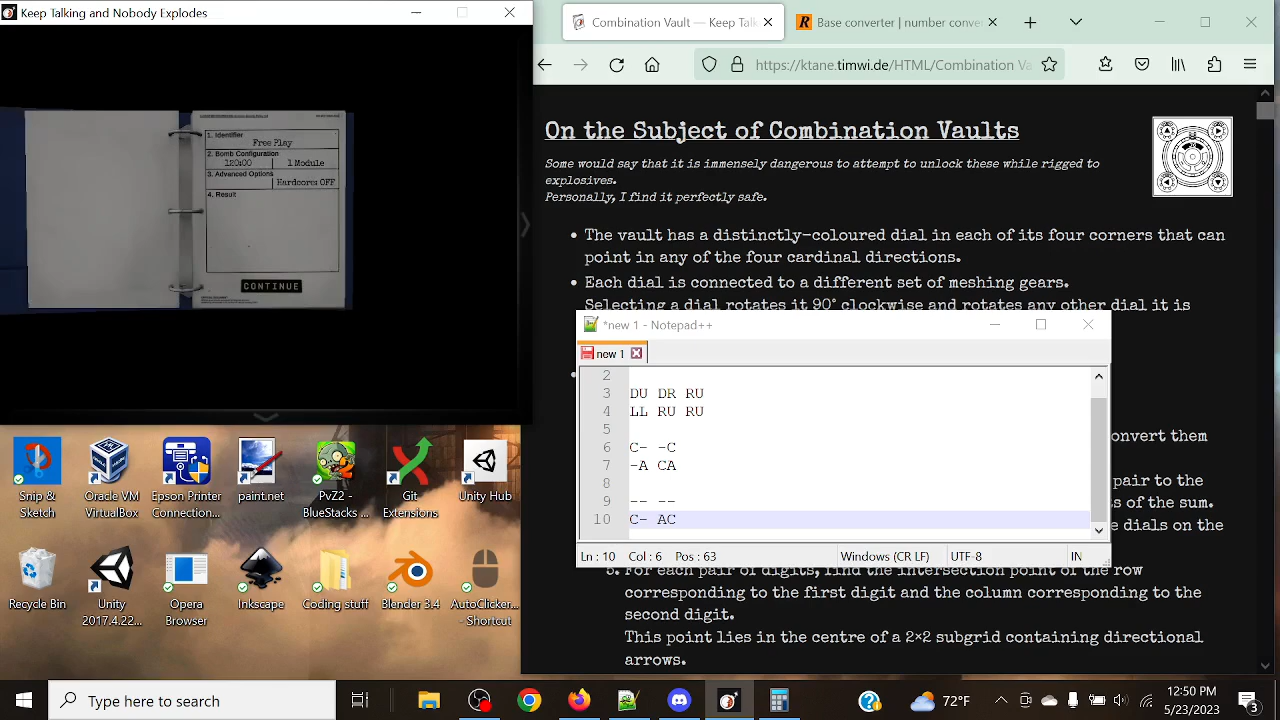 Keep Talking and Nobody Explodes
1. Identifier
Free Play
2. Bomb Configuration
120:00
1 Module
3. Advanced Options
Hardcore: OFF
4. Result
CONTINUE
Combination Vault — Keep Talk
Base converter | number conver
https://ktane.timwi.de/HTML/Combination Va
On the Subject of Combination Vaults
Some would say that it is immensely dangerous to attempt to unlock these while rigged to
explosives.
Personally, I find it perfectly safe.
The vault has a distinctly-coloured dial in each of its four corners that can
point in any of the four cardinal directions.
Each dial is connected to a different set of meshing gears.
Selecting a dial rotates it 90° clockwise and rotates any other dial it is
*new 1 - Notepad++
new 1
2
3 DU DR RU
4 LL RU RU
5
6 C- -C
7 -A CA
8
9 -- --
10 C- AC
Ln : 10 Col : 6 Pos : 63 Windows (CR LF) UTF-8 IN
onvert them
pair to the
s of the sum.
e dials on the
5. For each pair of digits, find the intersection point of the row
corresponding to the first digit and the column corresponding to the
second digit.
This point lies in the centre of a 2×2 subgrid containing directional
arrows.
Snip &
Sketch
Oracle VM
VirtualBox
Epson Printer
Connection...
paint.net
PvZ2 -
BlueStacks ...
Git
Extensions
Unity Hub
Recycle Bin
Unity
2017.4.22...
Opera
Browser
Inkscape
Coding stuff
Blender 3.4
AutoClicker...
- Shortcut
Type here to search
72°F
12:50 PM
5/23/2023
3